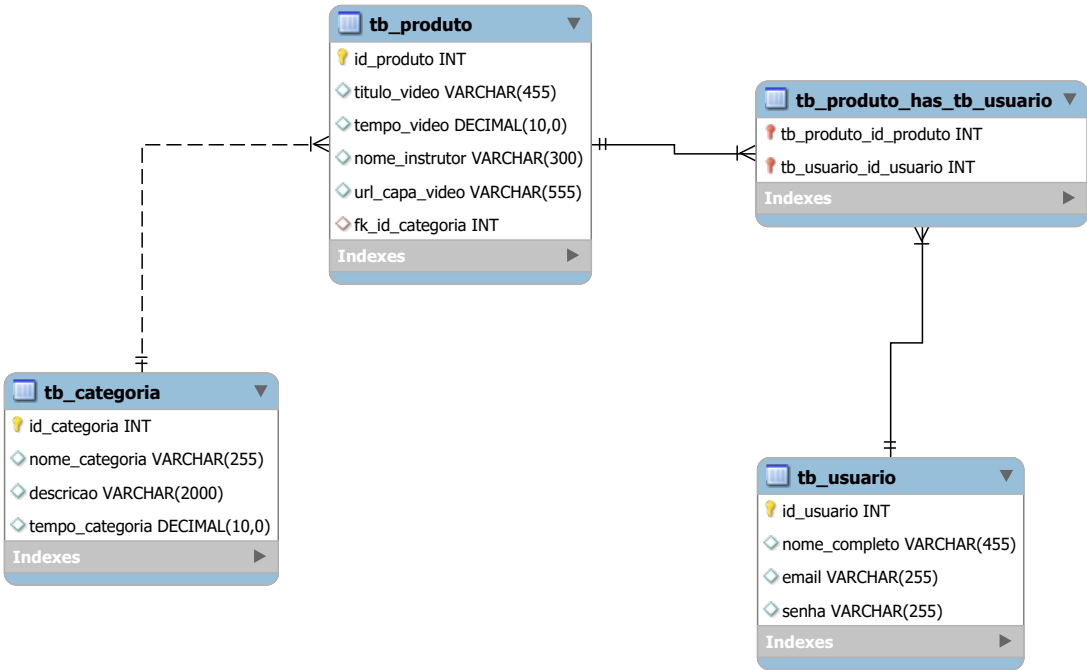 tb_produto
id_produto INT
titulo_video VARCHAR(455)
tempo_video DECIMAL(10,0)
nome_instrutor VARCHAR(300)
url_capa_video VARCHAR(555)
fk_id_categoria INT
Indexes
tb_produto_has_tb_usuario
tb_produto_id_produto INT
tb_usuario_id_usuario INT
Indexes
tb_categoria
id_categoria INT
nome_categoria VARCHAR(255)
descricao VARCHAR(2000)
tempo_categoria DECIMAL(10,0)
Indexes
tb_usuario
id_usuario INT
nome_completo VARCHAR(455)
email VARCHAR(255)
senha VARCHAR(255)
Indexes